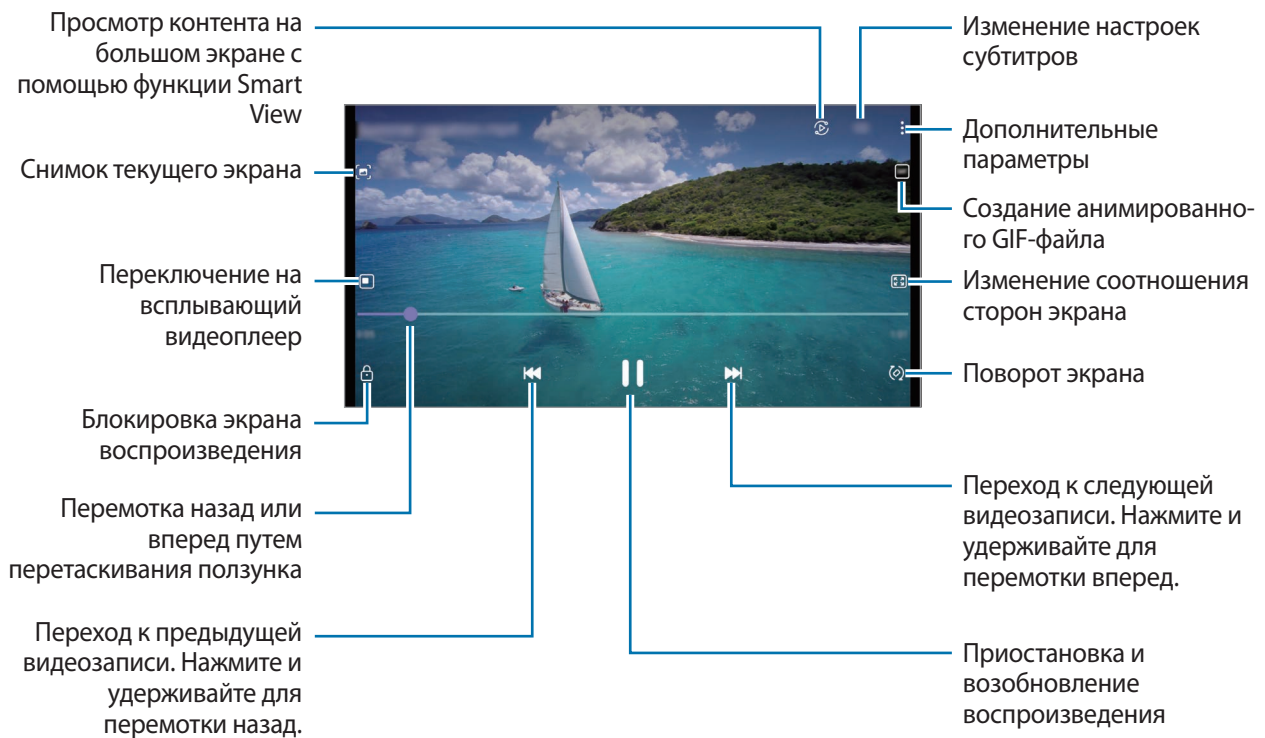 Просмотр контента на
большом экране с
помощью функции Smart
View
Снимок текущего экрана
Переключение на
всплывающий
видеоплеер
Блокировка экрана
воспроизведения
Перемотка назад или
вперед путем
перетаскивания ползунка
Переход к предыдущей
видеозаписи. Нажмите и
удерживайте для
перемотки назад.
Изменение настроек
субтитров
Дополнительные
параметры
Создание анимированно-
го GIF-файла
Изменение соотношения
сторон экрана
Поворот экрана
Переход к следующей
видеозаписи. Нажмите и
удерживайте для
перемотки вперед.
Приостановка и
возобновление
воспроизведения